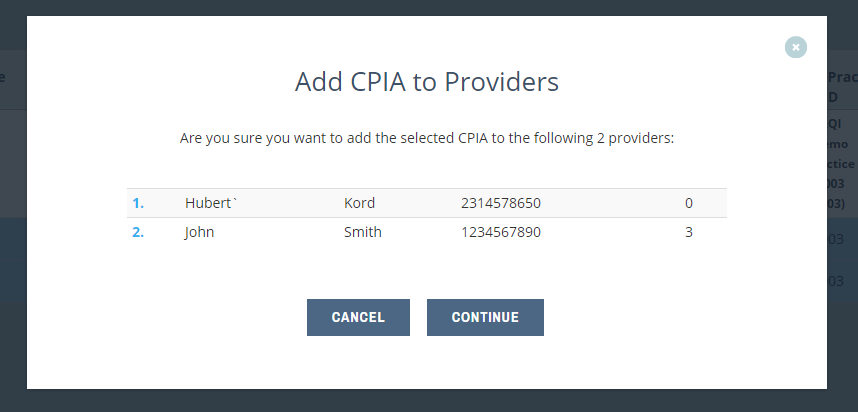 Add CPIA to Providers
Are you sure you want to add the selected CPIA to the following 2 providers:
1. Hubert` Kord 2314578650 0
2. John Smith 1234567890 3
CANCEL CONTINUE
e
Prac
D
QI
emo
ctice
003
03)
03
03